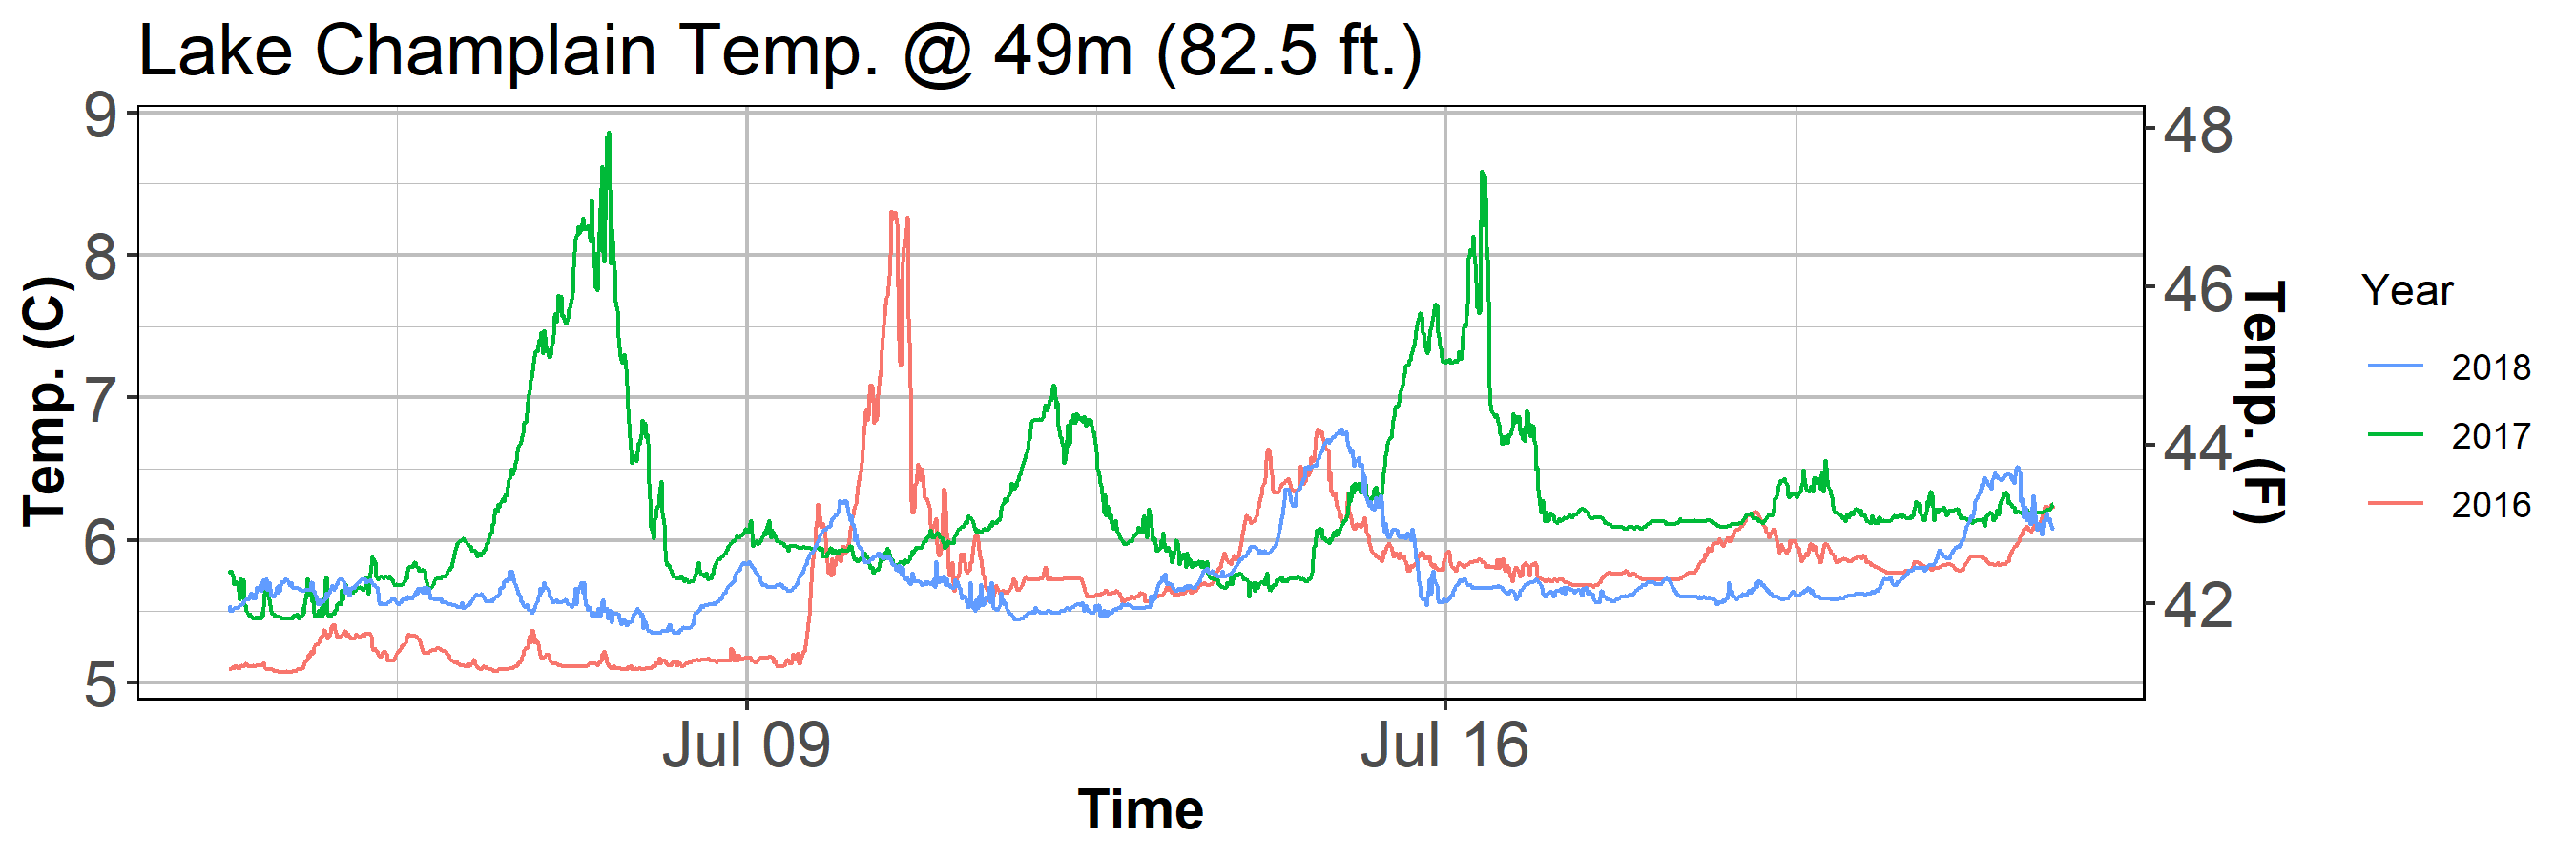 Lake Champlain Temp. @ 49m (82.5 ft.)
9
8
7
6
5
Temp. (C)
48
46
44
42
Temp. (F)
Jul 09
Jul 16
Time
Year
2018
2017
2016